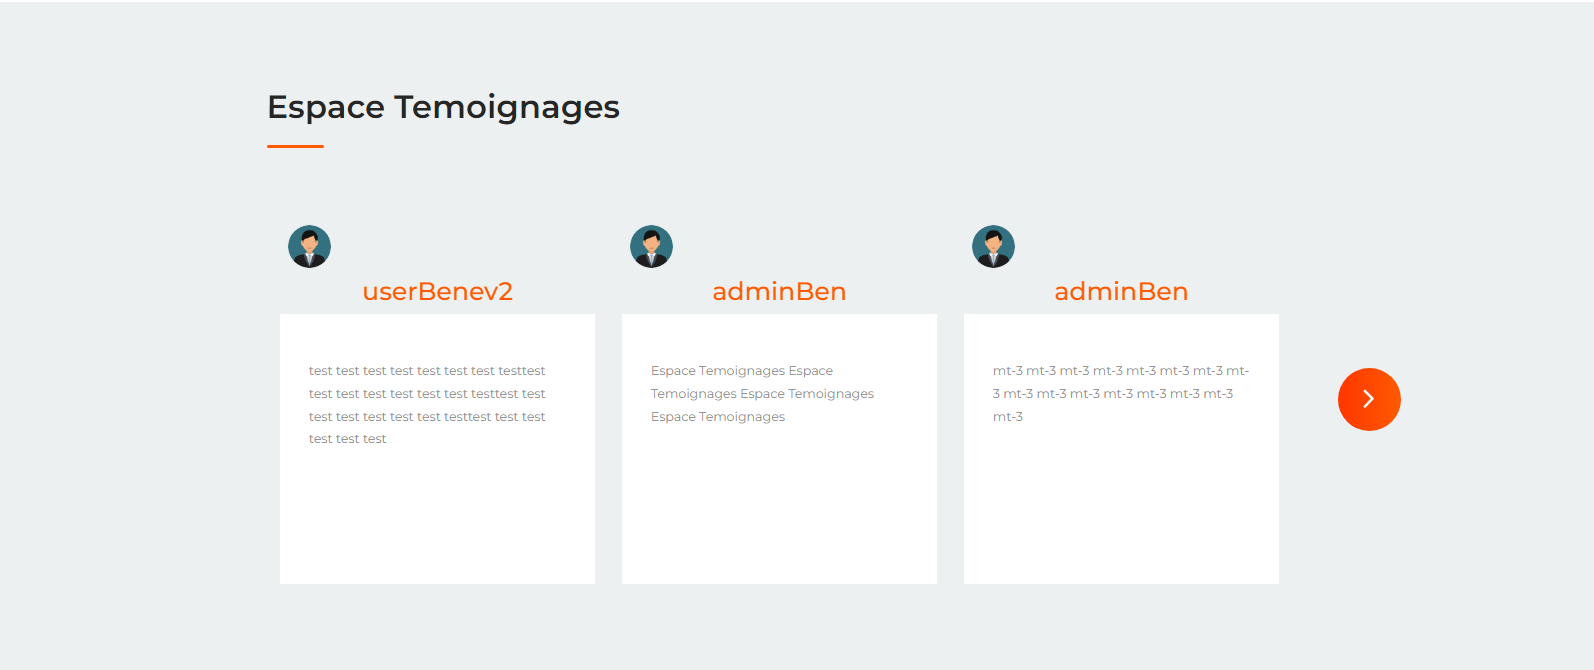 Espace Temoignages
userBenev2
test test test test test test test testtest
test test test test test test testtest test
test test test test test testtest test test
test test test
adminBen
Espace Temoignages Espace
Temoignages Espace Temoignages
Espace Temoignages
adminBen
mt-3 mt-3 mt-3 mt-3 mt-3 mt-3 mt-3 mt-
3 mt-3 mt-3 mt-3 mt-3 mt-3 mt-3 mt-3
mt-3